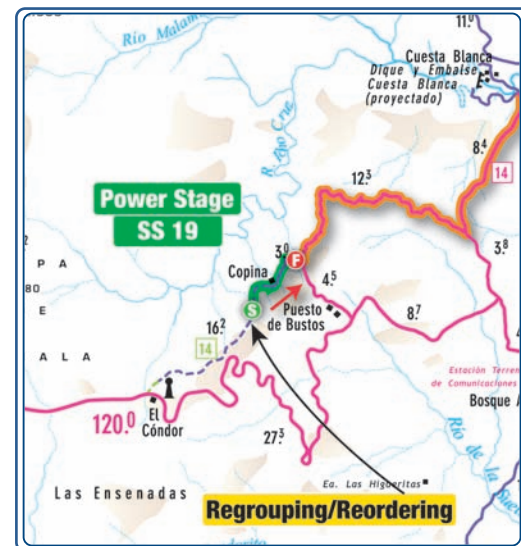 Río Malam
11.0
Cuesta Blanca
Dique y Embalse
Cuesta Blanca
(proyectado)
8.4
12.3
14
Power Stage
SS 19
3.0
F
3.8
P A
Copina
4.5
80
E
S
Puesto
de Bustos
8.7
16.2
A L A
14
Estación Terren
de Comunicaciones
Bosque A
120.0
El
Cóndor
27.3
Río de la
Ea. Las Higueritas
Las Ensenadas
Regrouping/Reordering